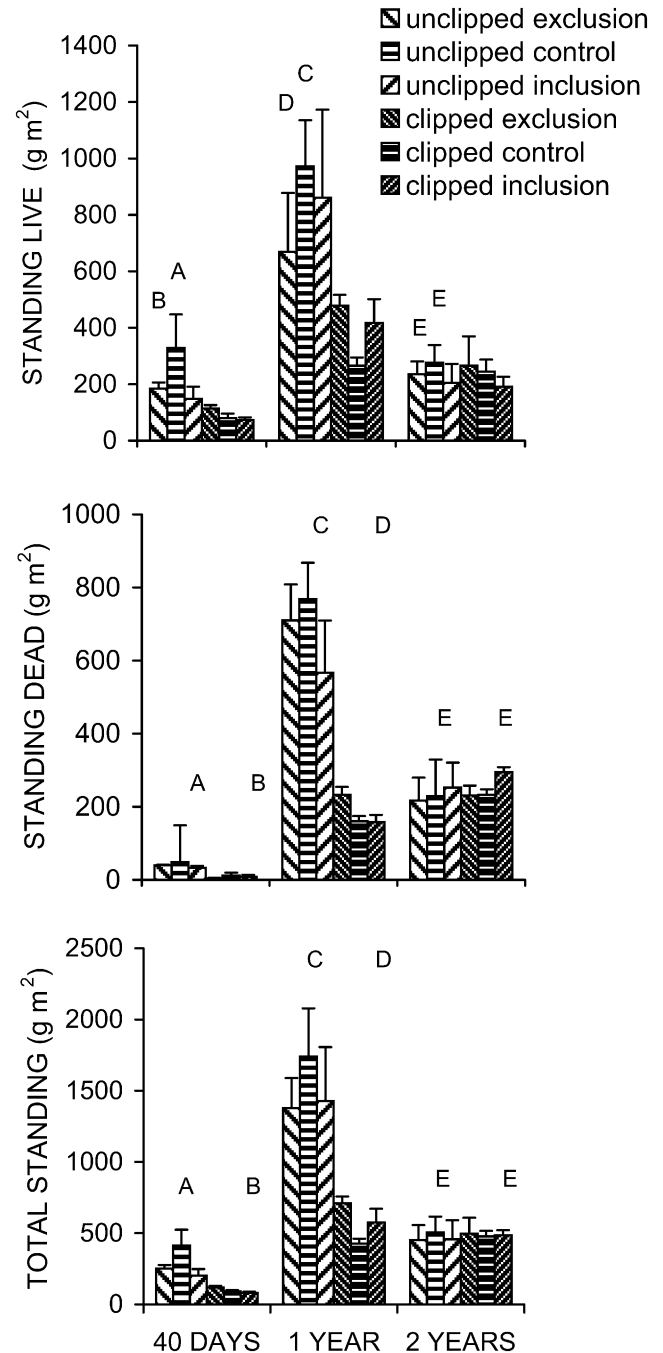 unclipped exclusion
unclipped control
unclipped inclusion
clipped exclusion
clipped control
clipped inclusion
STANDING LIVE (g m2)
1400
1200
1000
800
600
400
200
0
B
A
D
C
E
E
STANDING DEAD (g m2)
1000
800
600
400
200
0
A
B
C
D
E
E
TOTAL STANDING (g m2)
2500
2000
1500
1000
500
0
A
B
C
D
E
E
40 DAYS
1 YEAR
2 YEARS